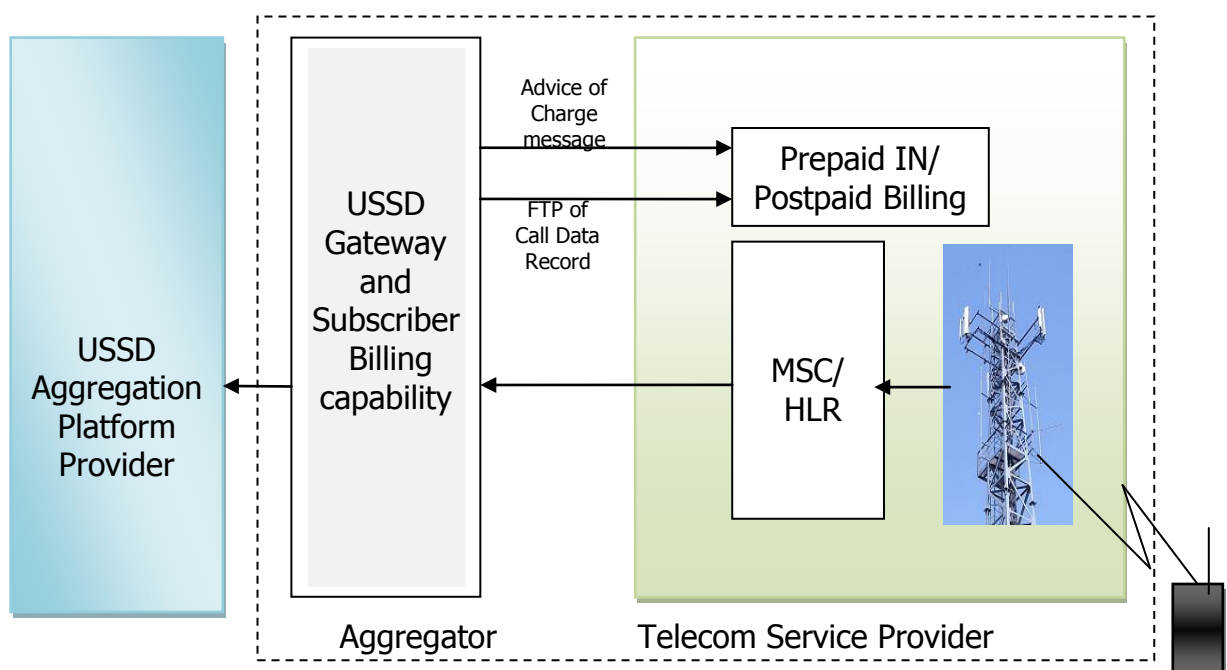 USSD
Aggregation
Platform
Provider
USSD
Gateway
and
Subscriber
Billing
capability
Advice of
Charge
message
FTP of
Call Data
Record
Prepaid IN/
Postpaid Billing
MSC/
HLR
Aggregator
Telecom Service Provider